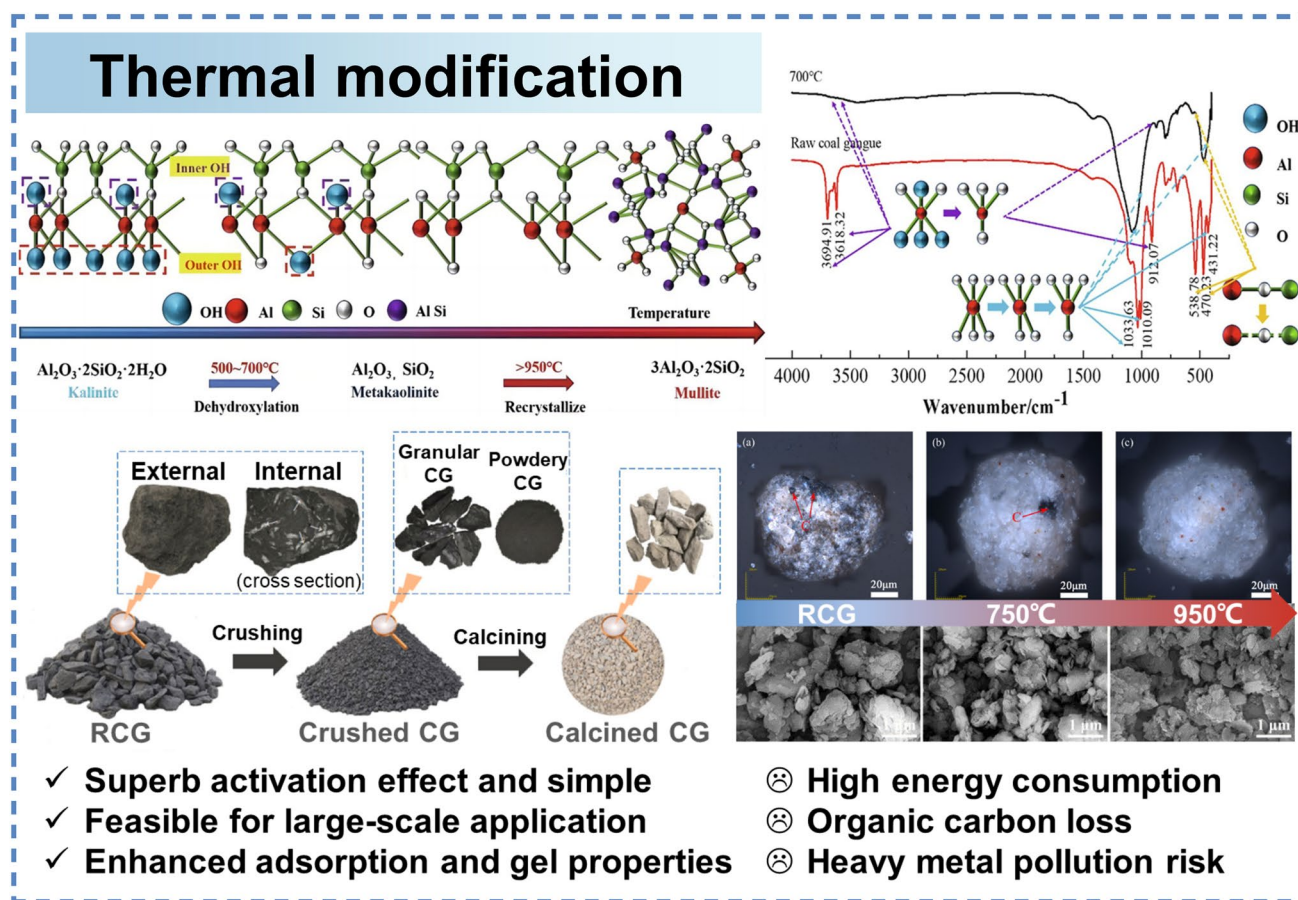 Thermal modification
Inner OH
Outer OH
OH Al Si O Al Si
Temperature
Al₂O₃·2SiO₂·2H₂O
Kalinite
500~700℃
Dehydroxylation
Al₂O₃, SiO₂
Metakaolinite
>950℃
Recrystallize
3Al₂O₃·2SiO₂
Mullite
700℃
Raw coal gangue
3694.91
3618.32
912.07
1033.63
1010.69
538.78
470.23
431.22
OH
Al
Si
O
4000 3500 3000 2500 2000 1500 1000 500
Wavenumber/cm⁻¹
External
Internal
(cross section)
Granular
CG
Powdery
CG
Crushing
Calcining
RCG
Crushed CG
Calcined CG
(a)
(b)
(c)
C
C
20μm
20μm
20μm
RCG
750℃
950℃
1 μm
1 μm
1 μm
✓ Superb activation effect and simple
✓ Feasible for large-scale application
✓ Enhanced adsorption and gel properties
☹ High energy consumption
☹ Organic carbon loss
☹ Heavy metal pollution risk